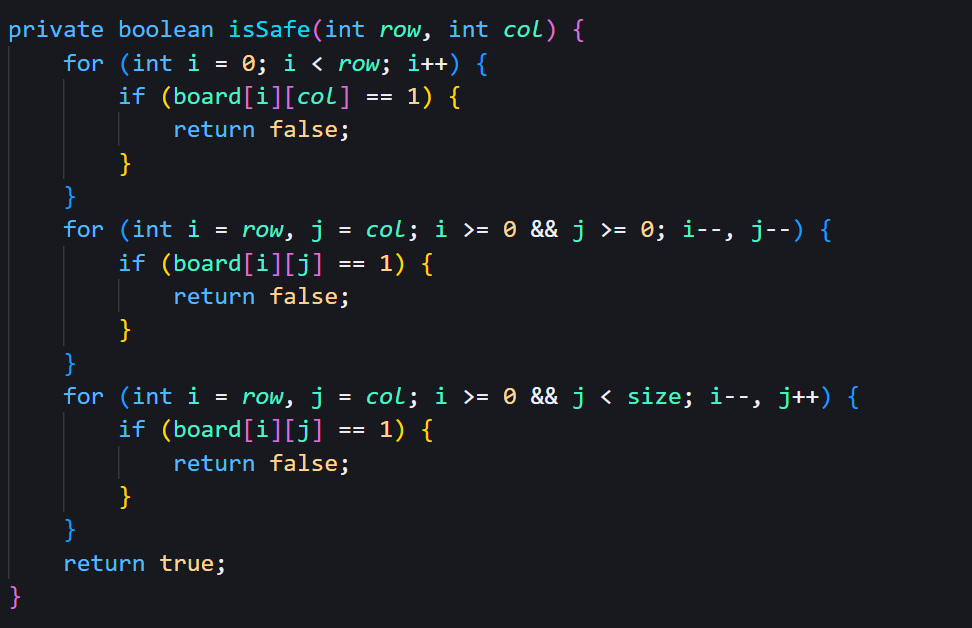 private boolean isSafe(int row, int col) {
    for (int i = 0; i < row; i++) {
        if (board[i][col] == 1) {
            return false;
        }
    }
    for (int i = row, j = col; i >= 0 && j >= 0; i--, j--) {
        if (board[i][j] == 1) {
            return false;
        }
    }
    for (int i = row, j = col; i >= 0 && j < size; i--, j++) {
        if (board[i][j] == 1) {
            return false;
        }
    }
    return true;
}